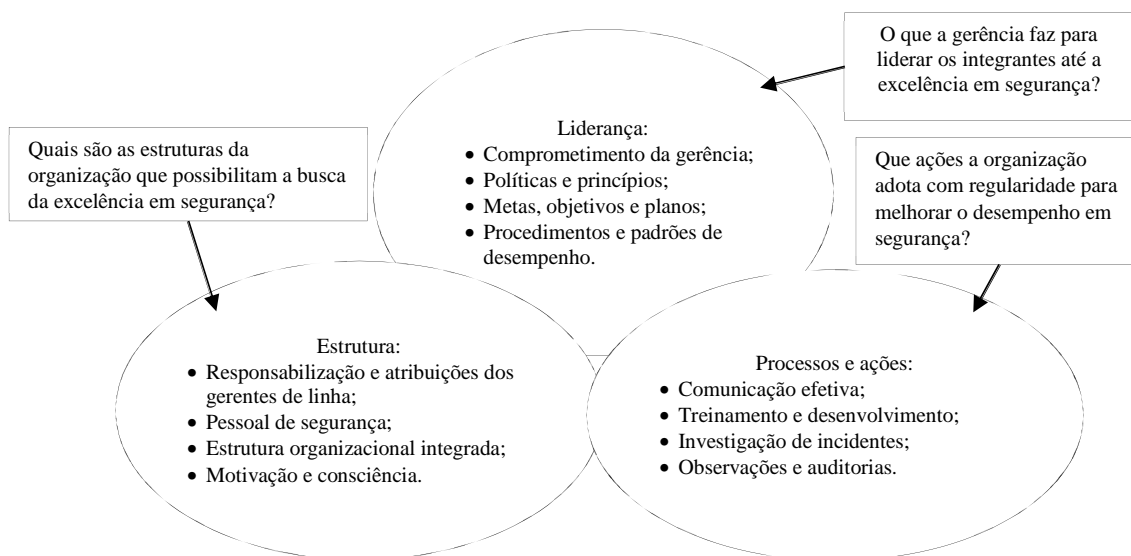 O que a gerência faz para
liderar os integrantes até a
excelência em segurança?
Liderança:
• Comprometimento da gerência;
• Políticas e princípios;
• Metas, objetivos e planos;
• Procedimentos e padrões de
desempenho.
Quais são as estruturas da
organização que possibilitam a busca
da excelência em segurança?
Que ações a organização
adota com regularidade para
melhorar o desempenho em
segurança?
Estrutura:
• Responsabilização e atribuições dos
gerentes de linha;
• Pessoal de segurança;
• Estrutura organizacional integrada;
• Motivação e consciência.
Processos e ações:
• Comunicação efetiva;
• Treinamento e desenvolvimento;
• Investigação de incidentes;
• Observações e auditorias.